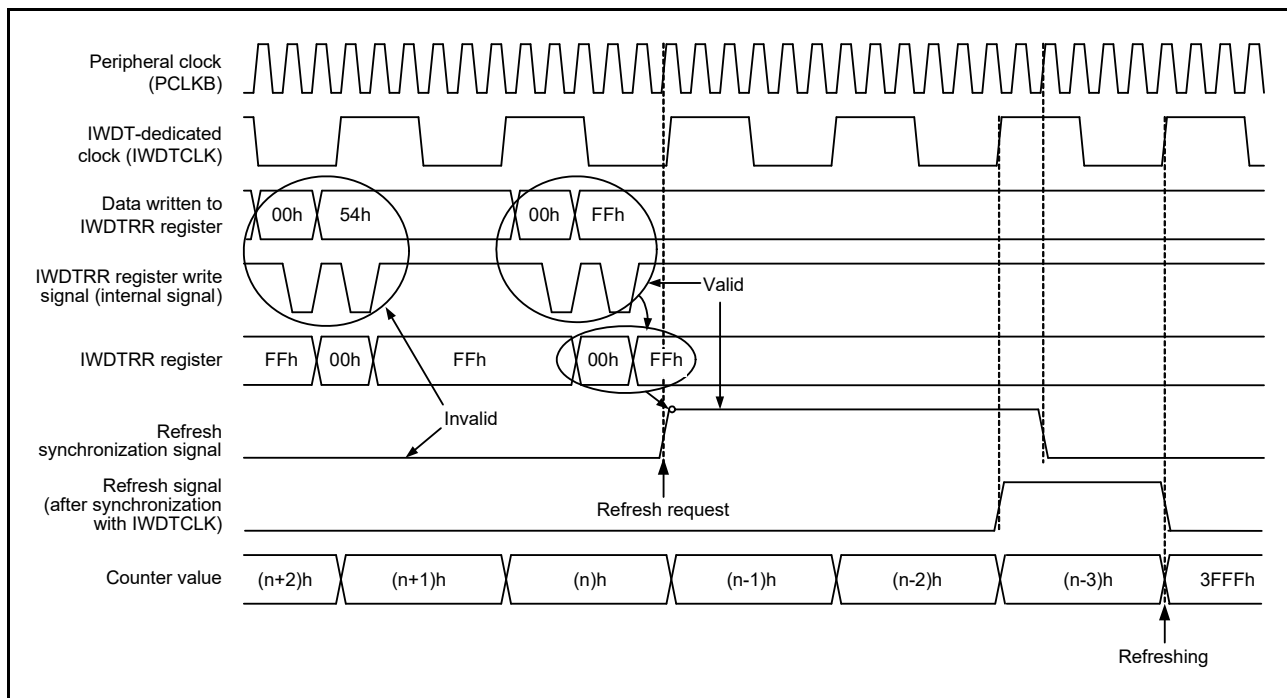 Peripheral clock
(PCLKB)
IWDT-dedicated
clock (IWDTCLK)
Data written to
IWDTRR register
00h
54h
00h
FFh
IWDTRR register write
signal (internal signal)
Valid
IWDTRR register
FFh
00h
FFh
00h
FFh
Invalid
Refresh
synchronization signal
Refresh signal
(after synchronization
with IWDTCLK)
Refresh request
Counter value
(n+2)h
(n+1)h
(n)h
(n-1)h
(n-2)h
(n-3)h
3FFFh
Refreshing